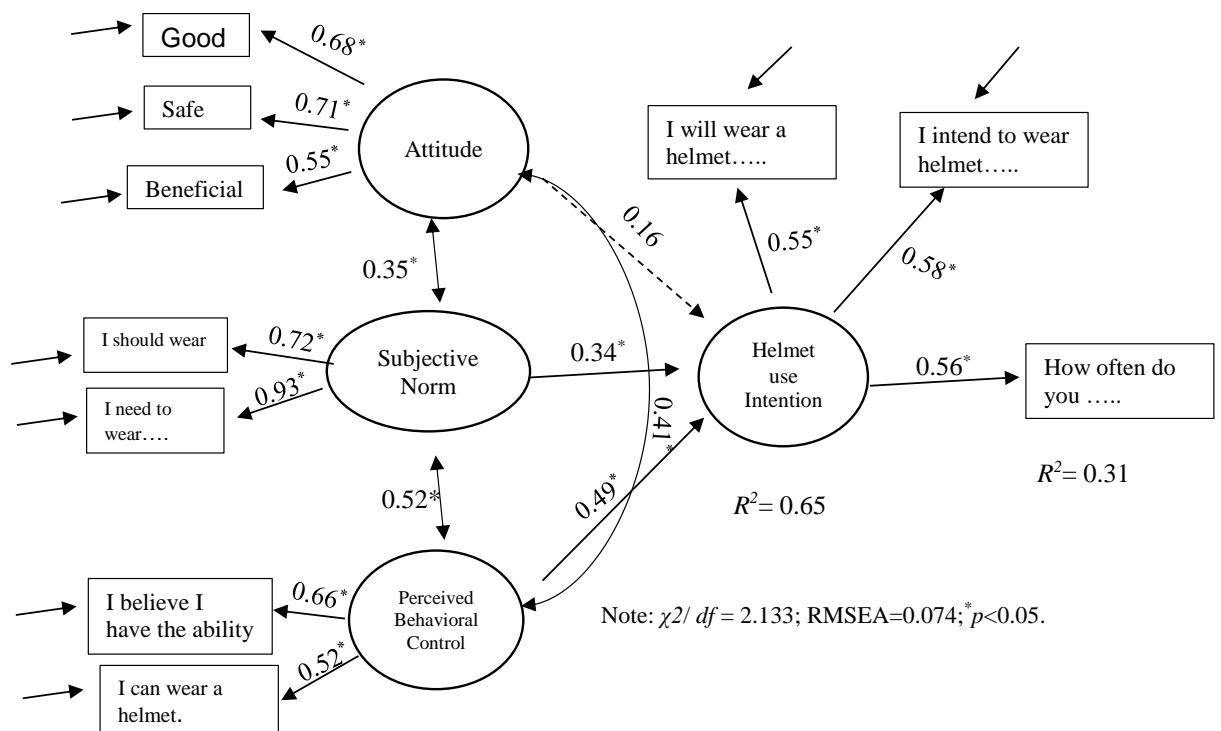 Good
0.68*
Safe
0.71*
Beneficial
0.55*
Attitude
I will wear a
helmet…..
I intend to wear
helmet…..
0.16
0.55*
0.58*
0.35*
I should wear
0.72*
I need to
wear….
0.93*
Subjective
Norm
0.34*
Helmet
use
Intention
0.56*
How often do
you …..
0.41*
R²= 0.31
0.52*
0.49*
R²= 0.65
I believe I
have the ability
0.66*
Perceived
Behavioral
Control
0.52*
I can wear a
helmet.
Note: χ2/ df = 2.133; RMSEA=0.074;*p<0.05.